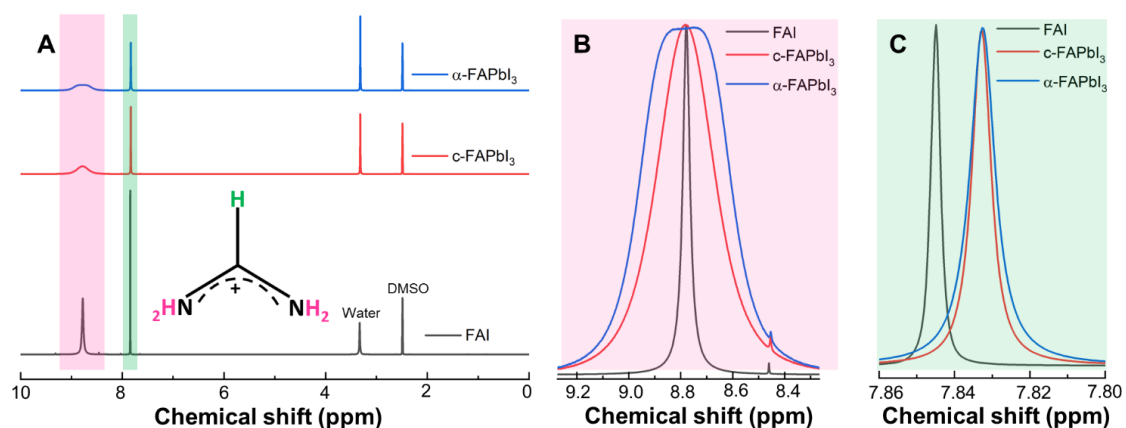 A
α-FAPbI₃
c-FAPbI₃
H
₂HN
+
NH₂
Water
DMSO
FAI
10 8 6 4 2 0
Chemical shift (ppm)
B
FAI
c-FAPbI₃
α-FAPbI₃
9.2 9.0 8.8 8.6 8.4
Chemical shift (ppm)
C
FAI
c-FAPbI₃
α-FAPbI₃
7.86 7.84 7.82 7.80
Chemical shift (ppm)